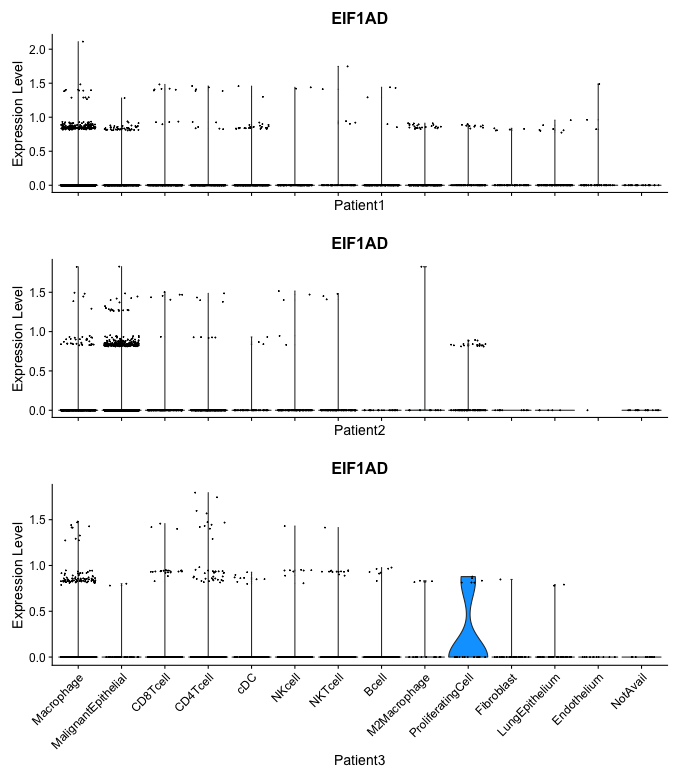 EIF1AD
Expression Level
2.0
1.5
1.0
0.5
0.0
Patient1
EIF1AD
Expression Level
1.5
1.0
0.5
0.0
Patient2
EIF1AD
Expression Level
1.5
1.0
0.5
0.0
Macrophage
MalignantEpithelial
CD8Tcell
CD4Tcell
cDC
NKcell
NKTcell
Bcell
M2Macrophage
ProliferatingCell
Fibroblast
LungEpithelium
Endothelium
NotAvail
Patient3